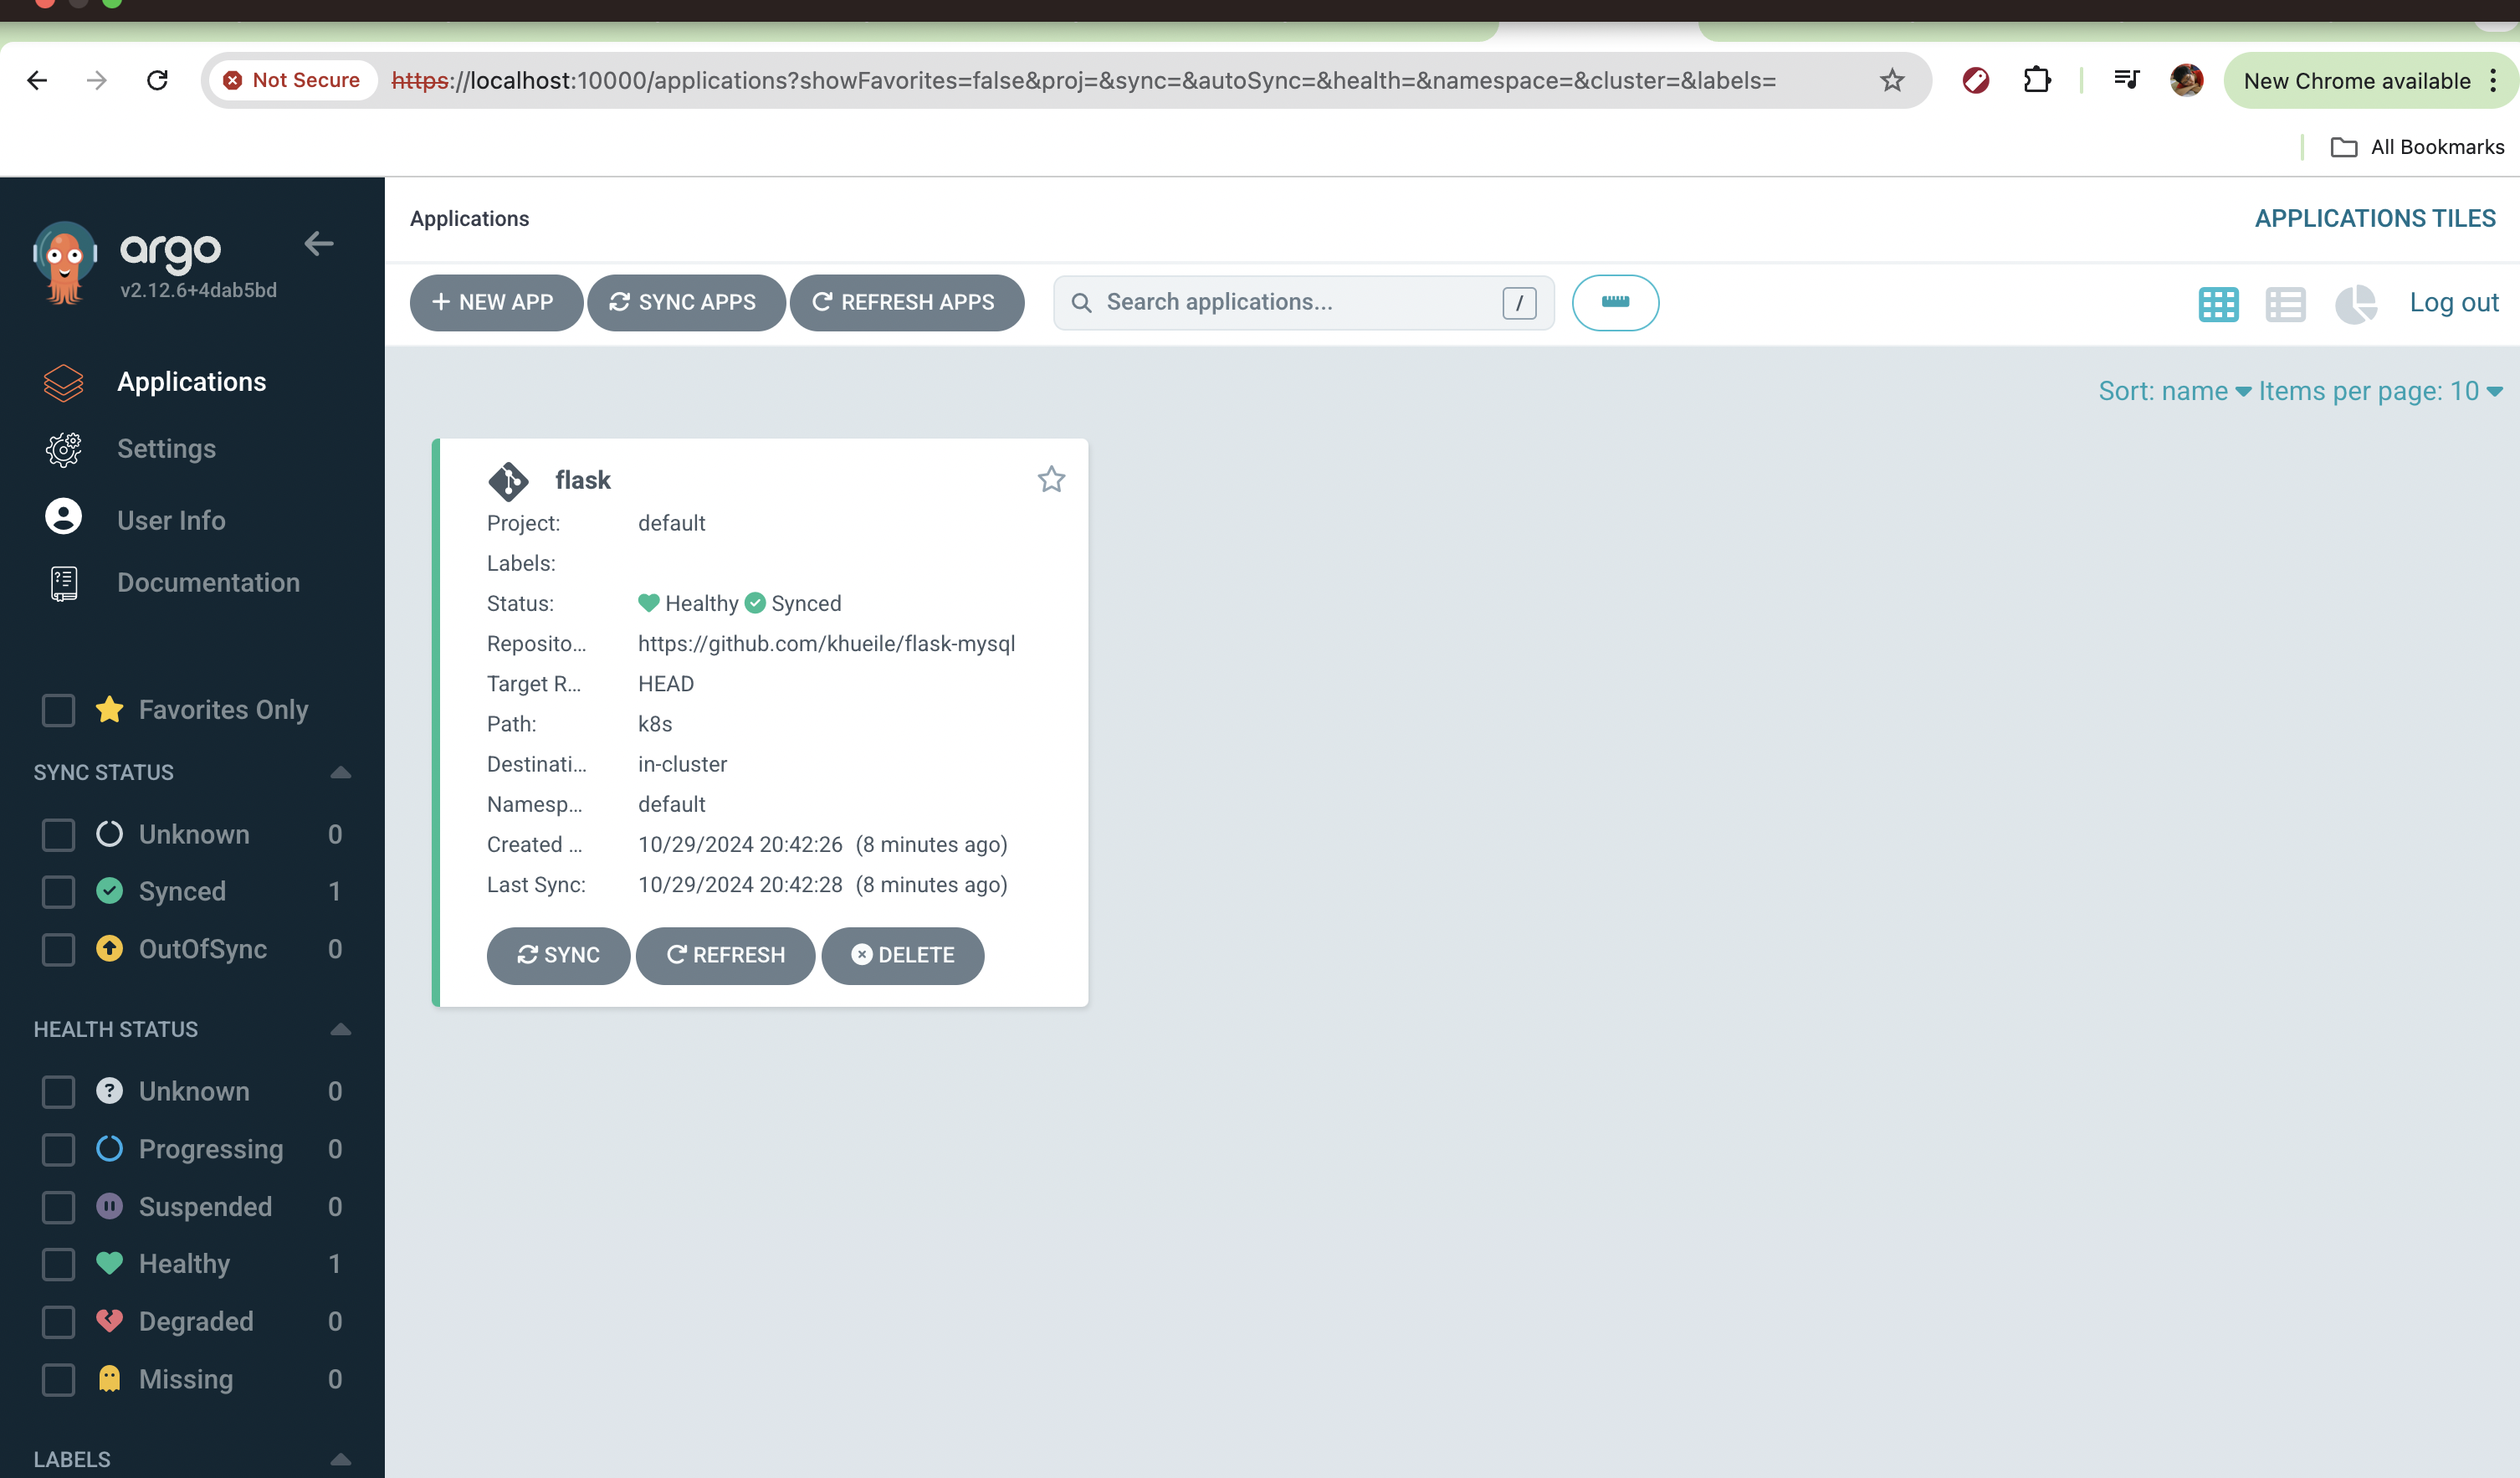 Not Secure https://localhost:10000/applications?showFavorites=false&proj=&sync=&autoSync=&health=&namespace=&cluster=&labels= New Chrome available
All Bookmarks
argo
v2.12.6+4dab5bd
Applications
Settings
User Info
Documentation
Favorites Only
SYNC STATUS
Unknown 0
Synced 1
OutOfSync 0
HEALTH STATUS
? Unknown 0
Progressing 0
Suspended 0
Healthy 1
Degraded 0
Missing 0
LABELS
Applications APPLICATIONS TILES
+ NEW APP SYNC APPS REFRESH APPS Search applications... / Log out
Sort: name Items per page: 10
flask
Project: default
Labels:
Status: Healthy Synced
Reposito... https://github.com/khueile/flask-mysql
Target R... HEAD
Path: k8s
Destinati... in-cluster
Namesp... default
Created ... 10/29/2024 20:42:26 (8 minutes ago)
Last Sync: 10/29/2024 20:42:28 (8 minutes ago)
SYNC REFRESH DELETE